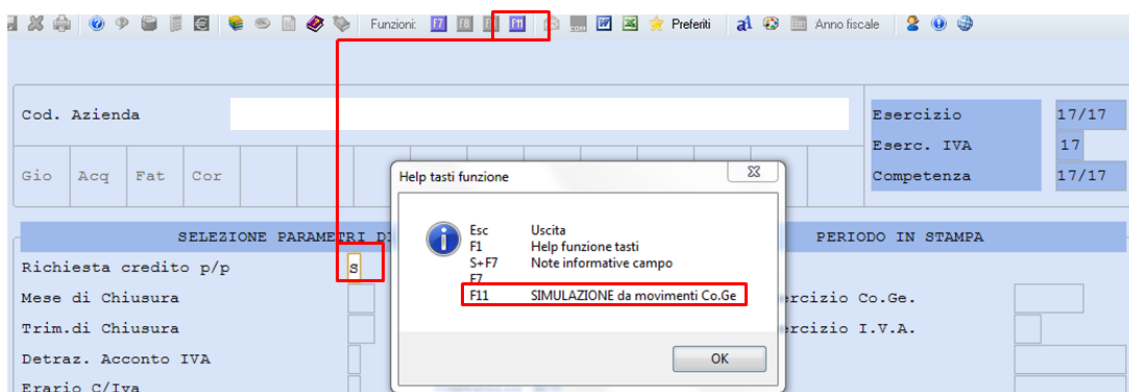 Funzioni: F7 F8 F11 Preferiti Anno fiscale
Cod. Azienda
Esercizio 17/17
Eserc. IVA 17
Gio Acq Fat Cor
Competenza 17/17
Help tasti funzione
Esc Uscita
F1 Help funzione tasti
S+F7 Note informative campo
F7
F11 SIMULAZIONE da movimenti Co.Ge
OK
SELEZIONE PARAMETRI DI
PERIODO IN STAMPA
Richiesta credito p/p S
Mese di Chiusura
ercizio Co.Ge.
Trim.di Chiusura
ercizio I.V.A.
Detraz. Acconto IVA
Erario C/Iva